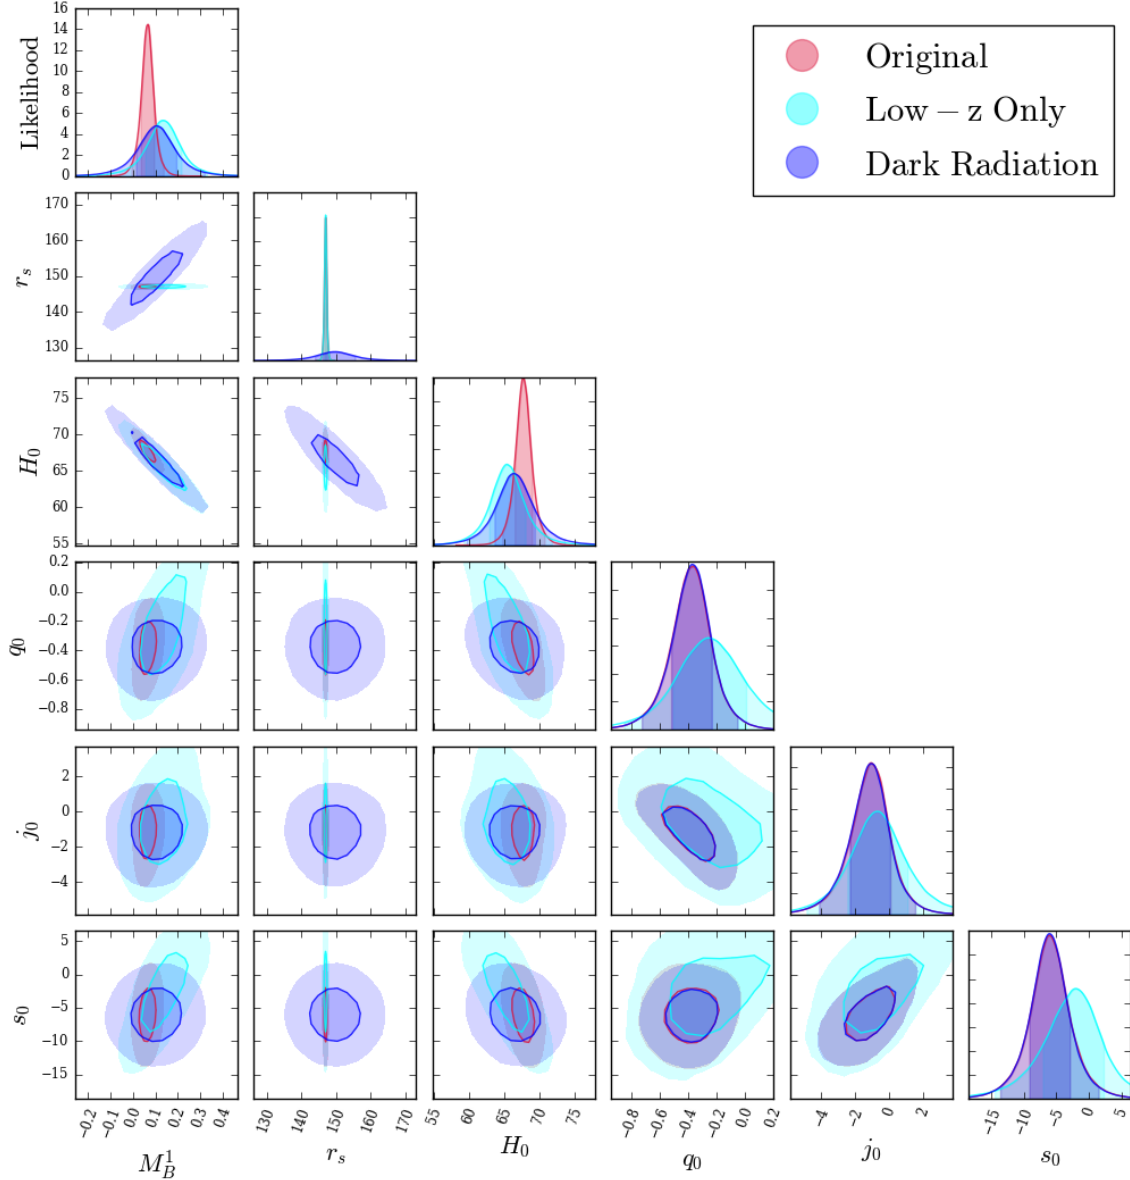 Likelihood
16
14
12
10
8
6
4
2
0
Original
Low – z Only
Dark Radiation
r_s
170
160
150
140
130
H_0
75
70
65
60
55
q_0
0.2
0.0
−0.2
−0.4
−0.6
−0.8
j_0
2
0
−2
−4
s_0
5
0
−5
−10
−15
−0.2 −0.1 0.0 0.1 0.2 0.3 0.4
130 140 150 160 170
55 60 65 70 75
−0.8 −0.6 −0.4 −0.2 0.0 0.2
−4 −2 0 2
−15 −10 −5 0 5
M_B^1 r_s H_0 q_0 j_0 s_0